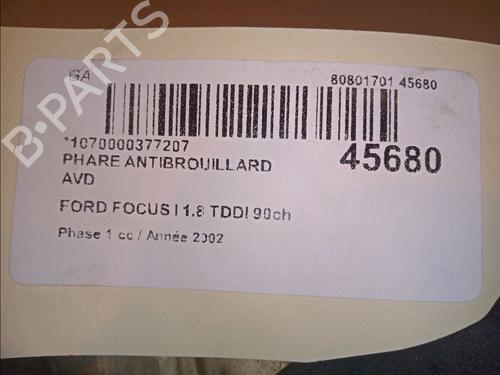 GA
80801701 45680
*1070000377207
45680
PHARE ANTIBROUILLARD
AVD
FORD FOCUS I 1.8 TDDI 90ch
Phase 1 cc / Année 2002
B-PARTS